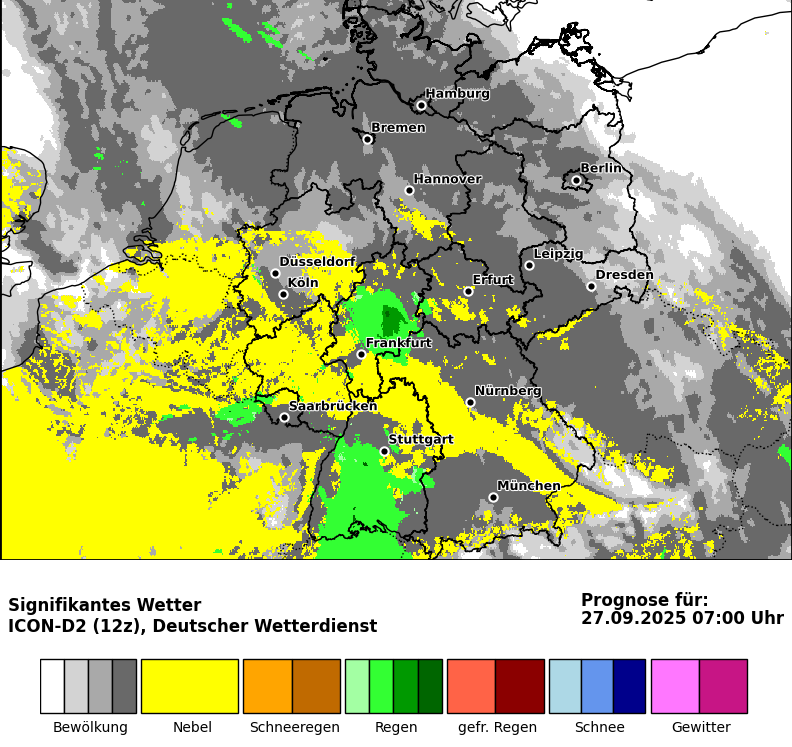 Hamburg
Bremen
Berlin
Hannover
Leipzig
Düsseldorf
Dresden
Erfurt
Köln
Frankfurt
Nürnberg
Saarbrücken
Stuttgart
München
Signifikantes Wetter
ICON-D2 (12z), Deutscher Wetterdienst
Prognose für:
27.09.2025 07:00 Uhr
Bewölkung
Nebel
Schneeregen
Regen
gefr. Regen
Schnee
Gewitter